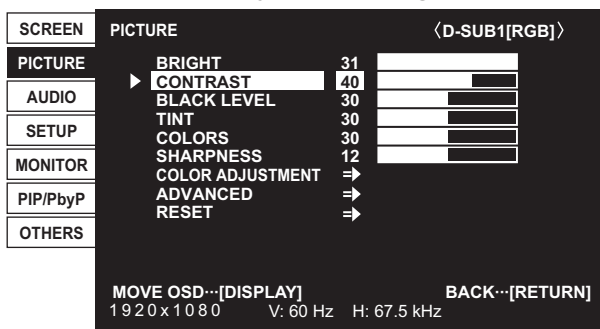 SCREEN
PICTURE
AUDIO
SETUP
MONITOR
PIP/PbyP
OTHERS
PICTURE 〈D-SUB1[RGB]〉
BRIGHT 31
CONTRAST 40
BLACK LEVEL 30
TINT 30
COLORS 30
SHARPNESS 12
COLOR ADJUSTMENT
ADVANCED
RESET
MOVE OSD···[DISPLAY] BACK···[RETURN]
1920x1080 V: 60 Hz H: 67.5 kHz